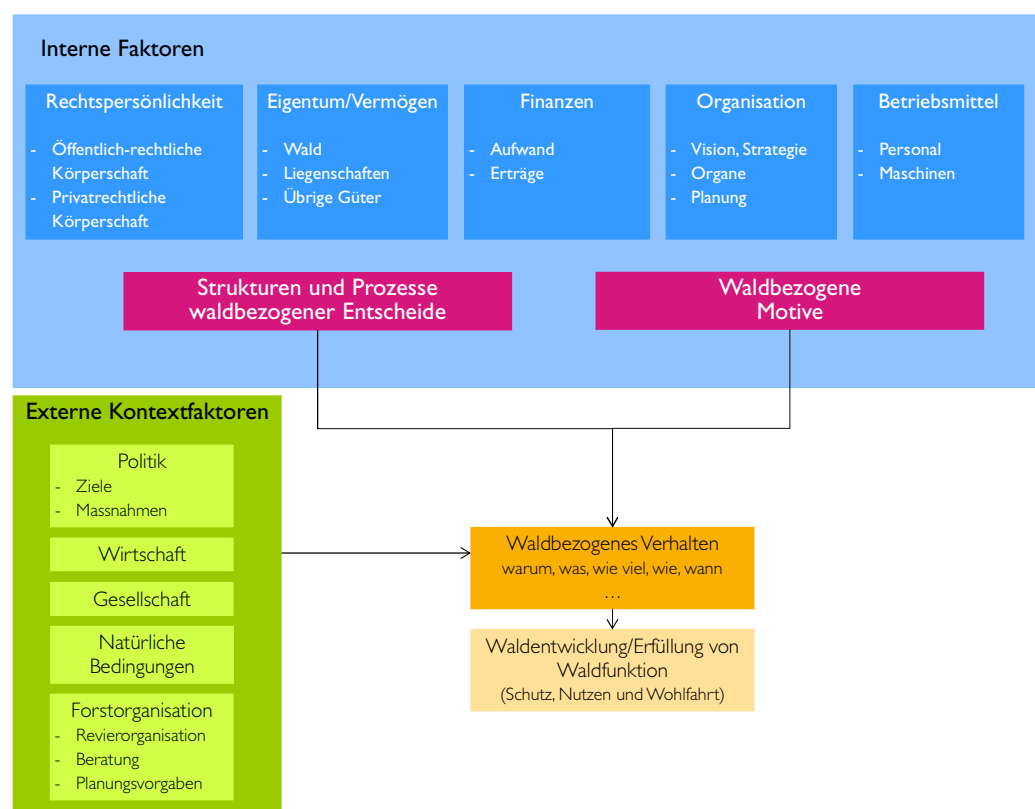 Interne Faktoren
Rechtspersönlichkeit
- Öffentlich-rechtliche
Körperschaft
- Privatrechtliche
Körperschaft
Eigentum/Vermögen
- Wald
- Liegenschaften
- Übrige Güter
Finanzen
- Aufwand
- Erträge
Organisation
- Vision, Strategie
- Organe
- Planung
Betriebsmittel
- Personal
- Maschinen
Strukturen und Prozesse
waldbezogener Entscheide
Waldbezogene
Motive
Externe Kontextfaktoren
Politik
- Ziele
- Massnahmen
Wirtschaft
Gesellschaft
Natürliche
Bedingungen
Forstorganisation
- Revierorganisation
- Beratung
- Planungsvorgaben
Waldbezogenes Verhalten
warum, was, wie viel, wie, wann
…
Waldentwicklung/Erfüllung von
Waldfunktion
(Schutz, Nutzen und Wohlfahrt)